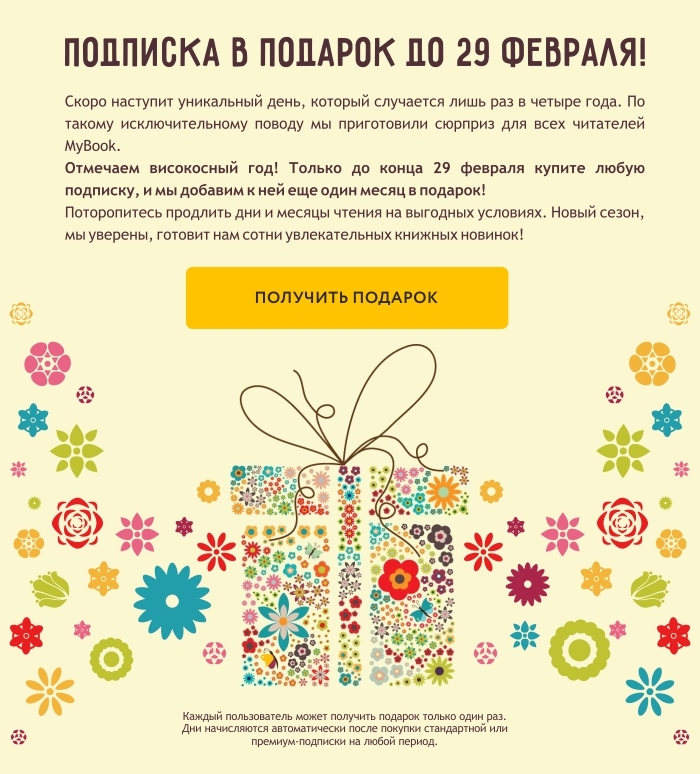 ПОДПИСКА В ПОДАРОК ДО 29 ФЕВРАЛЯ!
Скоро наступит уникальный день, который случается лишь раз в четыре года. По
такому исключительному поводу мы приготовили сюрприз для всех читателей
MyBook.
Отмечаем високосный год! Только до конца 29 февраля купите любую
подписку, и мы добавим к ней еще один месяц в подарок!
Поторопитесь продлить дни и месяцы чтения на выгодных условиях. Новый сезон,
мы уверены, готовит нам сотни увлекательных книжных новинок!
ПОЛУЧИТЬ ПОДАРОК
Каждый пользователь может получить подарок только один раз.
Дни начисляются автоматически после покупки стандартной или
премиум-подписки на любой период.